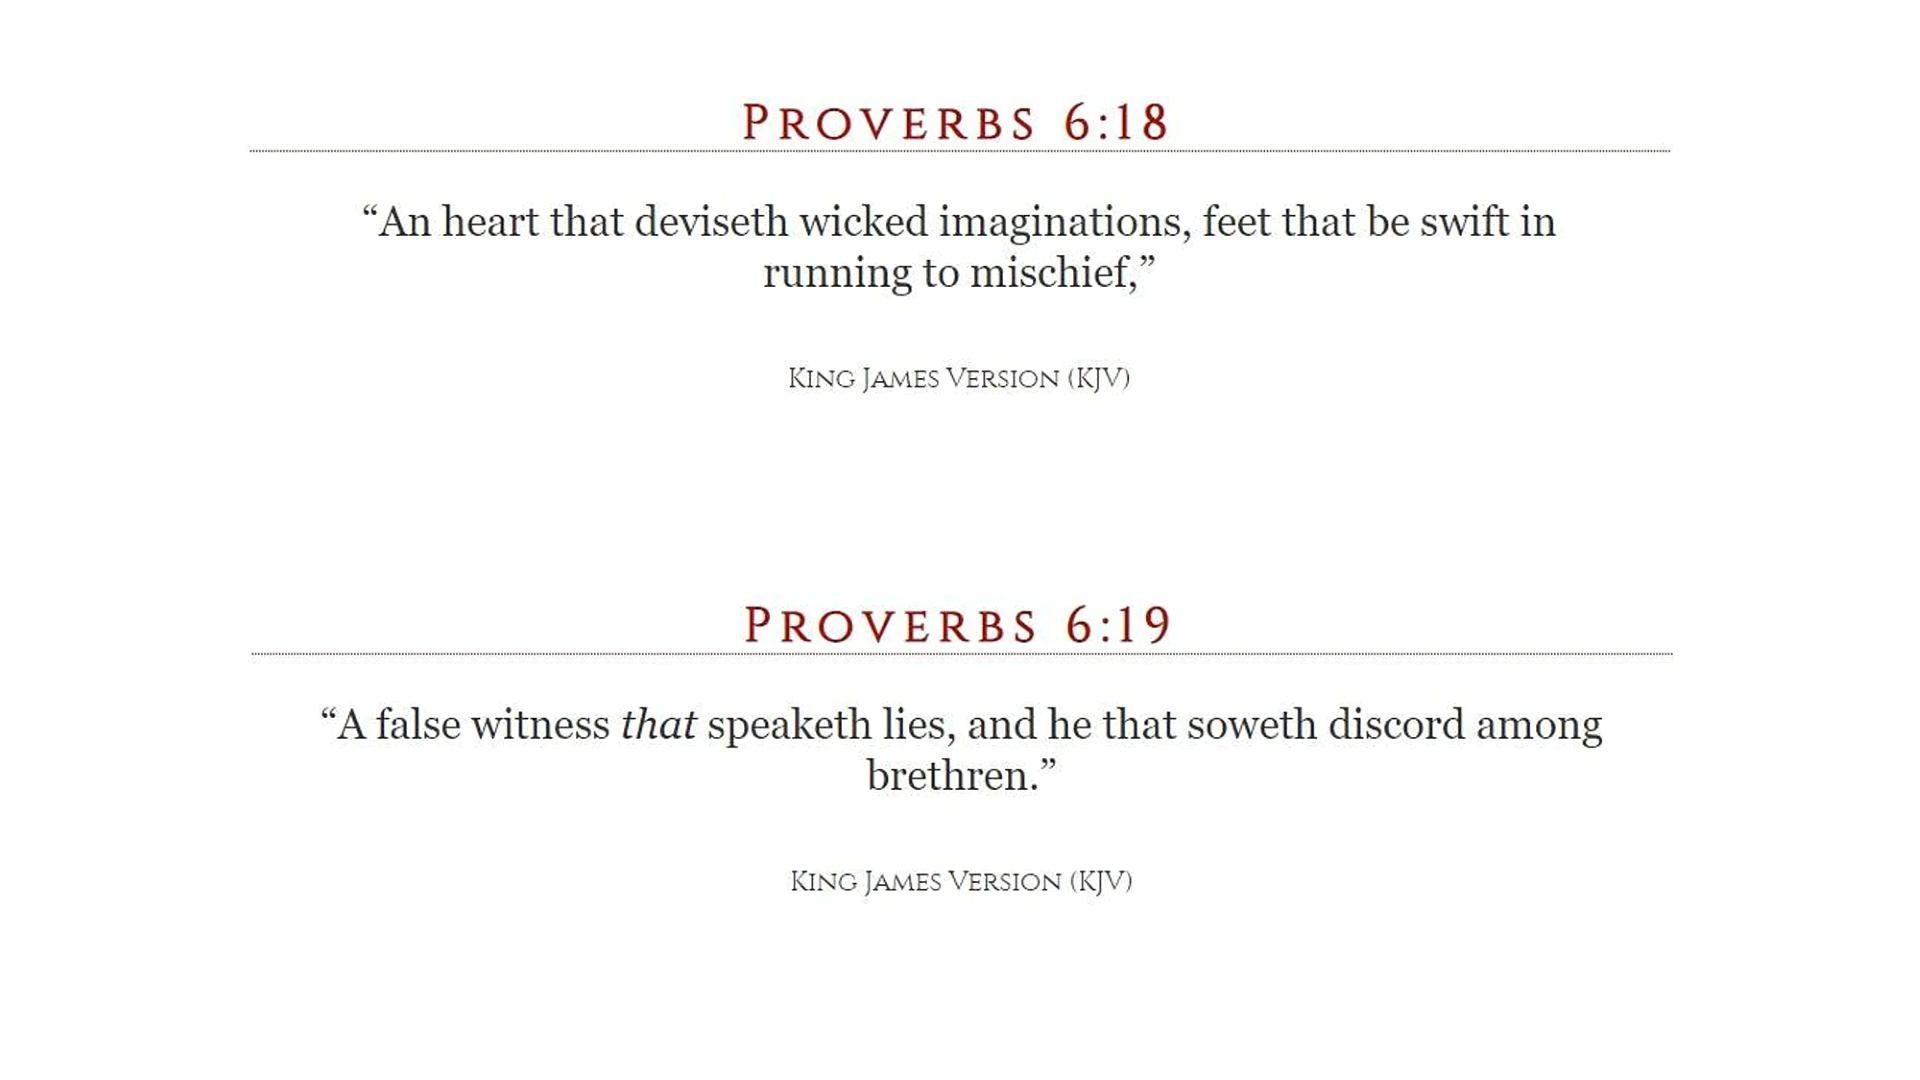 PROVERBS 6:18
“An heart that deviseth wicked imaginations, feet that be swift in
running to mischief,”
KING JAMES VERSION (KJV)
PROVERBS 6:19
“A false witness that speaketh lies, and he that soweth discord among
brethren.”
KING JAMES VERSION (KJV)